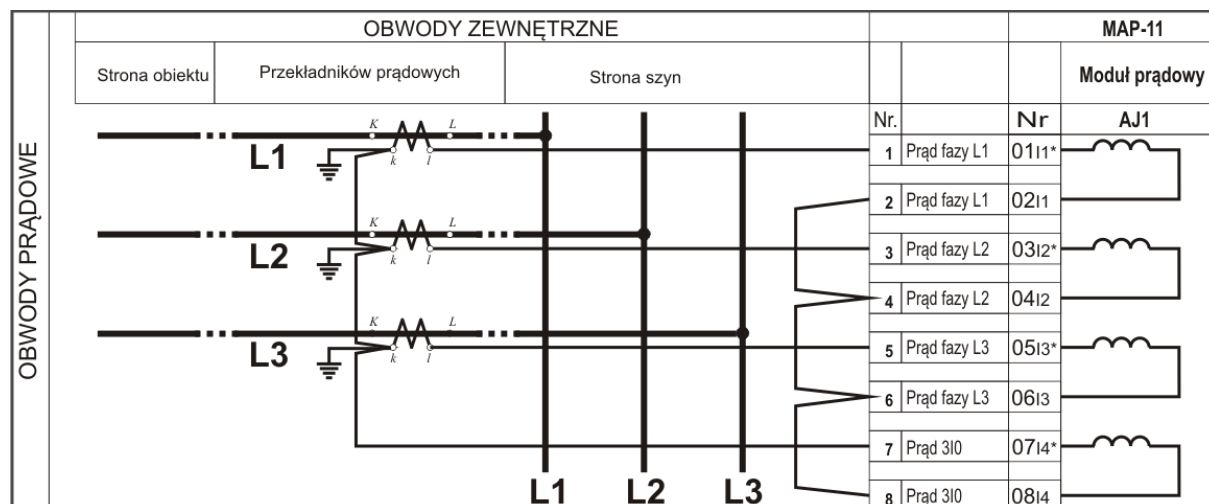 OBWODY ZEWNĘTRZNE MAP-11
Strona obiektu Przekładników prądowych Strona szyn Moduł prądowy
Nr. Nr AJ1
OBWODY PRĄDOWE
K L
L1 k l
1 Prąd fazy L1 01I1*
2 Prąd fazy L1 02I1
K L
L2 k l
3 Prąd fazy L2 03I2*
4 Prąd fazy L2 04I2
K L
L3 k l
5 Prąd fazy L3 05I3*
6 Prąd fazy L3 06I3
7 Prąd 3I0 07I4*
L1 L2 L3
8 Prąd 3I0 08I4